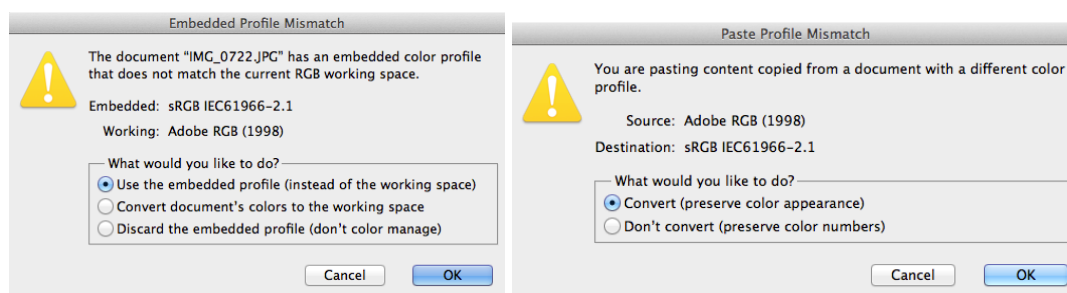 Embedded Profile Mismatch
The document “IMG_0722.JPG” has an embedded color profile
that does not match the current RGB working space.
Embedded: sRGB IEC61966-2.1
Working: Adobe RGB (1998)
What would you like to do?
Use the embedded profile (instead of the working space)
Convert document's colors to the working space
Discard the embedded profile (don't color manage)
Cancel
OK
Paste Profile Mismatch
You are pasting content copied from a document with a different color
profile.
Source: Adobe RGB (1998)
Destination: sRGB IEC61966-2.1
What would you like to do?
Convert (preserve color appearance)
Don't convert (preserve color numbers)
Cancel
OK